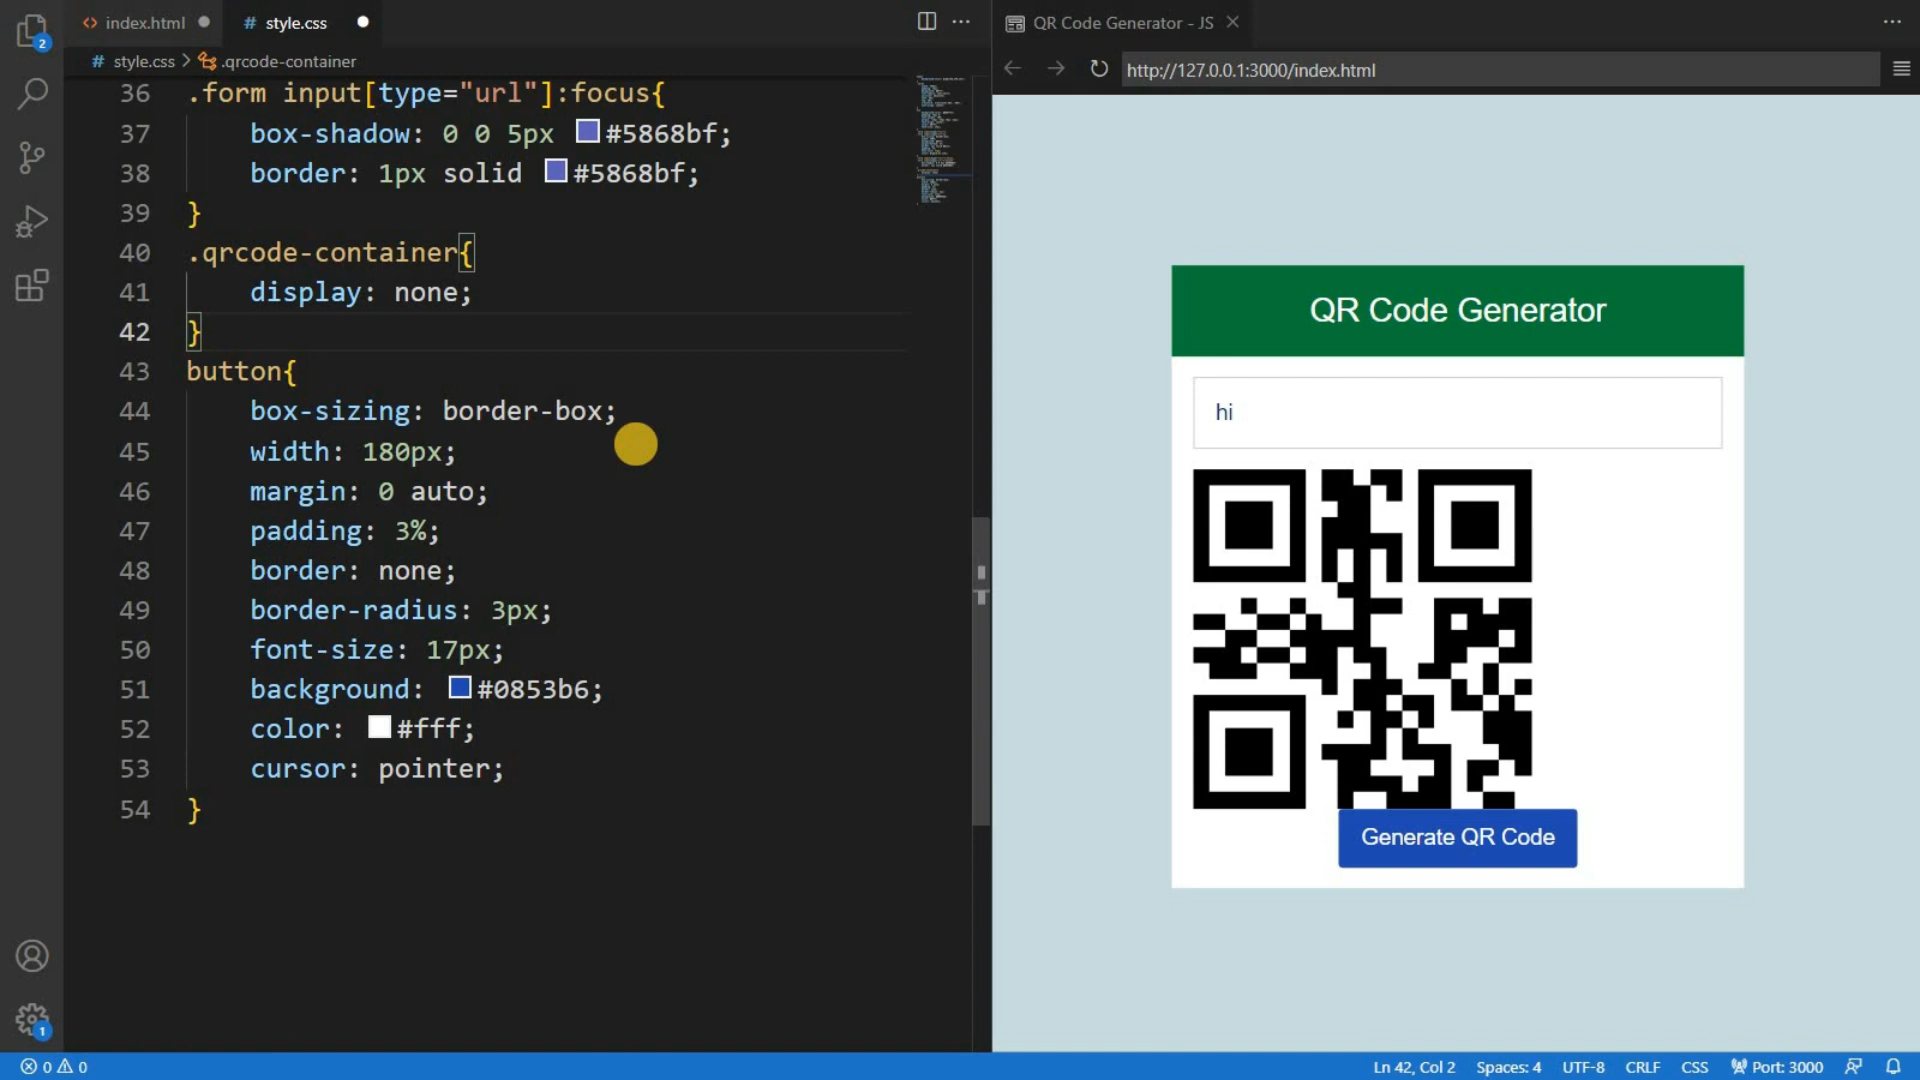 index.html
# style.css
QR Code Generator - JS
# style.css > .qrcode-container
http://127.0.0.1:3000/index.html
2
36 .form input[type="url"]:focus{
37 box-shadow: 0 0 5px #5868bf;
38 border: 1px solid #5868bf;
39 }
40 .qrcode-container{
41 display: none;
42 }
43 button{
44 box-sizing: border-box;
45 width: 180px;
46 margin: 0 auto;
47 padding: 3%;
48 border: none;
49 border-radius: 3px;
50 font-size: 17px;
51 background: #0853b6;
52 color: #fff;
53 cursor: pointer;
54 }
QR Code Generator
hi
Generate QR Code
1
0 0
Ln 42, Col 2 Spaces: 4 UTF-8 CRLF CSS Port: 3000